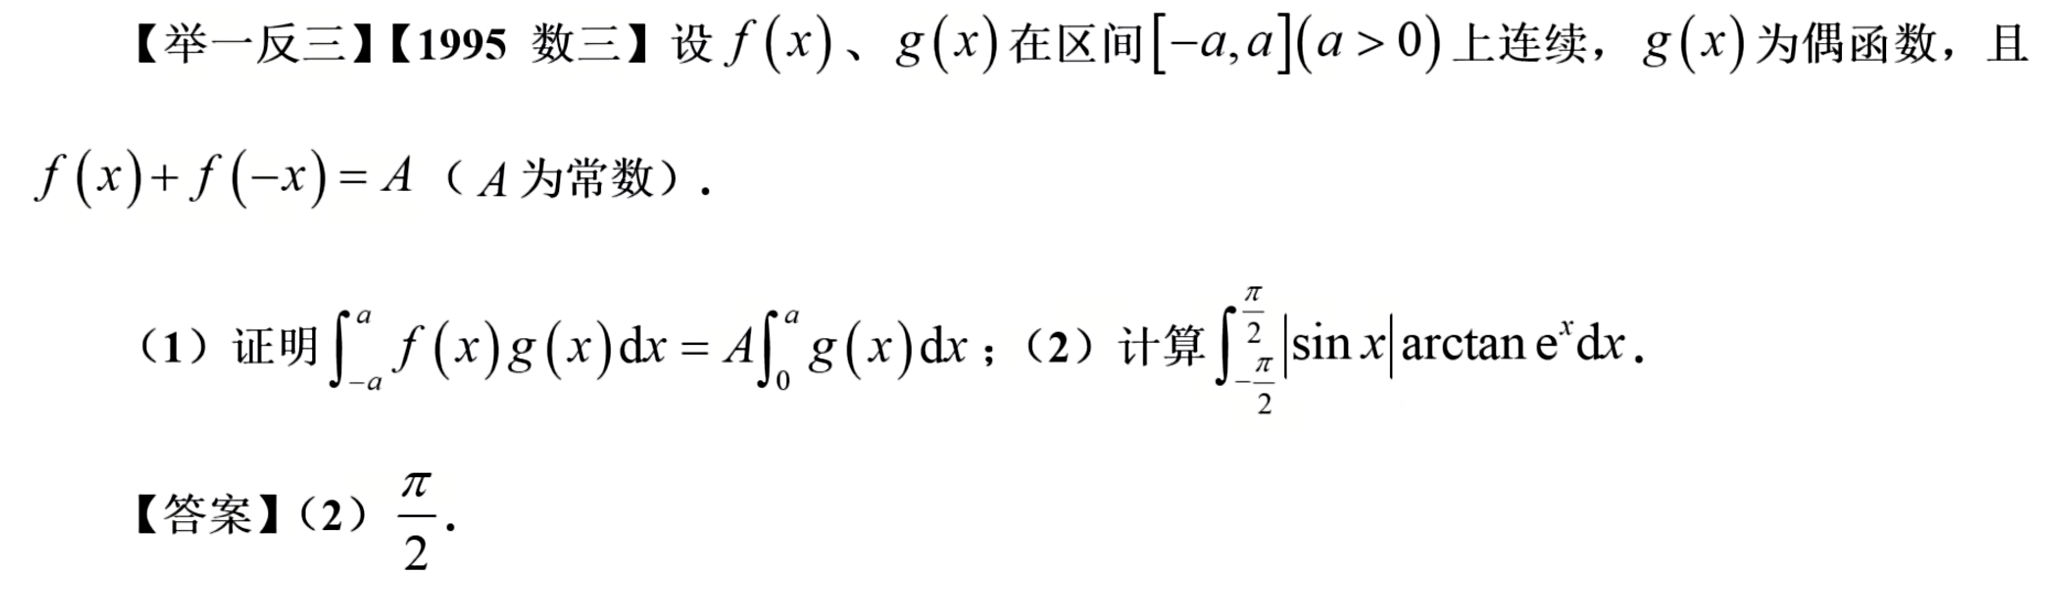 【举一反三】【1995 数三】设 f(x)、g(x)在区间[−a,a](a>0)上连续，g(x)为偶函数，且
f(x)+f(−x)=A（A为常数）.
（1）证明∫_{−a}^{a} f(x)g(x)dx=A∫_{0}^{a} g(x)dx；（2）计算∫_{−π/2}^{π/2}|sin x|arctan e^x dx.
【答案】（2）π/2.